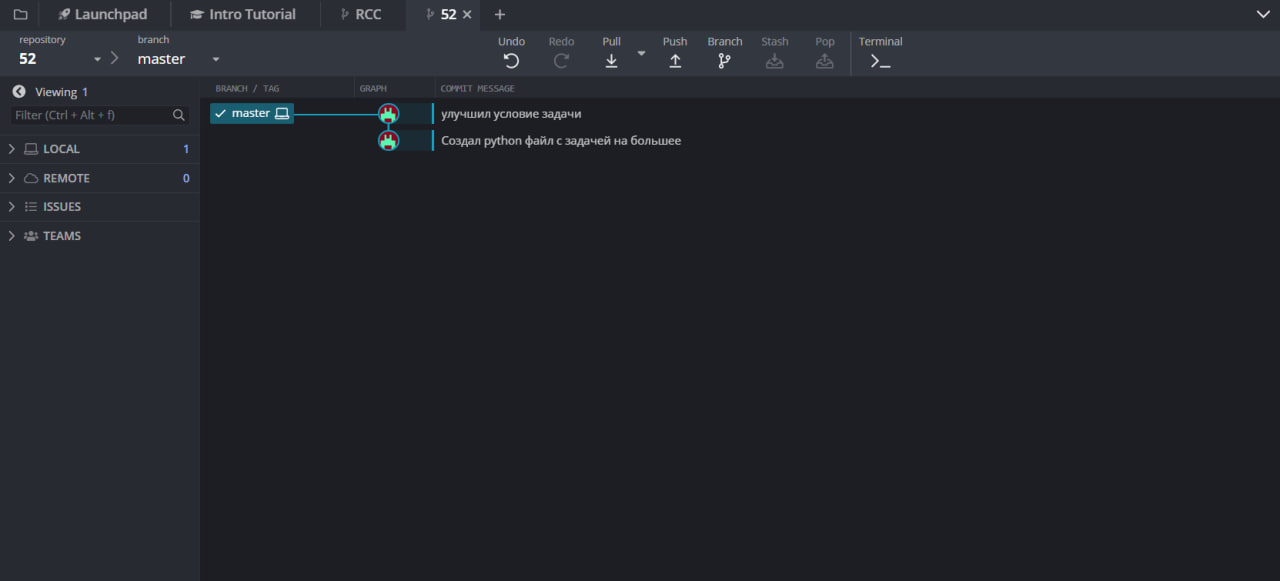 Launchpad Intro Tutorial RCC 52
repository branch
52 master
Undo Redo Pull Push Branch Stash Pop Terminal
Viewing 1
Filter (Ctrl + Alt + f)
LOCAL 1
REMOTE 0
ISSUES
TEAMS
BRANCH / TAG GRAPH COMMIT MESSAGE
master улучшил условие задачи
Создал python файл с задачей на большее